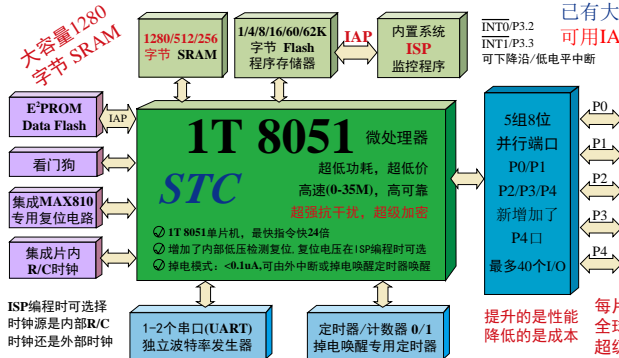 大容量1280
字节 SRAM
1280/512/256
字节 SRAM
1/4/8/16/60/62K
字节 Flash
程序存储器
IAP
内置系统
ISP
监控程序
INT0/P3.2
INT1/P3.3
可下降沿/低电平中断
已有大
可用IA
E²PROM
Data Flash
IAP
看门狗
集成MAX810
专用复位电路
集成片内
R/C时钟
ISP编程时可选择
时钟源是内部R/C
时钟还是外部时钟
1T 8051 微处理器
STC
超低功耗，超低价
高速(0-35M)，高可靠
超强抗干扰，超级加密
1T 8051单片机，最快指令快24倍
增加了内部低压检测复位,复位电压在ISP编程时可选
掉电模式：<0.1uA,可由外中断或掉电唤醒定时器唤醒
1-2个串口(UART)
独立波特率发生器
定时器/计数器 0/1
掉电唤醒专用定时器
5组8位
并行端口
P0/P1
P2/P3/P4
新增加了
P4口
最多40个I/O
P0
P1
P2
P3
P4
提升的是性能
降低的是成本
每片
全球
超级